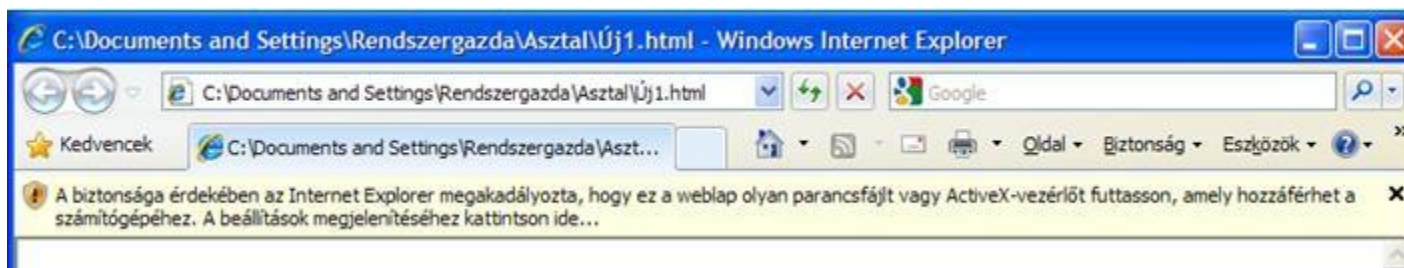 C:\Documents and Settings\Rendszergazda\Asztal\Új1.html - Windows Internet Explorer
C:\Documents and Settings\Rendszergazda\Asztal\Új1.html Google
Kedvencek C:\Documents and Settings\Rendszergazda\Aszt... Oldal Biztonság Eszközök
A biztonsága érdekében az Internet Explorer megakadályozta, hogy ez a weblap olyan parancsfájlt vagy ActiveX-vezérlőt futtasson, amely hozzáférhet a
számítógépéhez. A beállítások megjelenítéséhez kattintson ide...